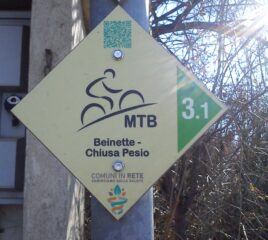 MTB
3.1
Beinette -
Chiusa Pesio
COMUNI IN RETE